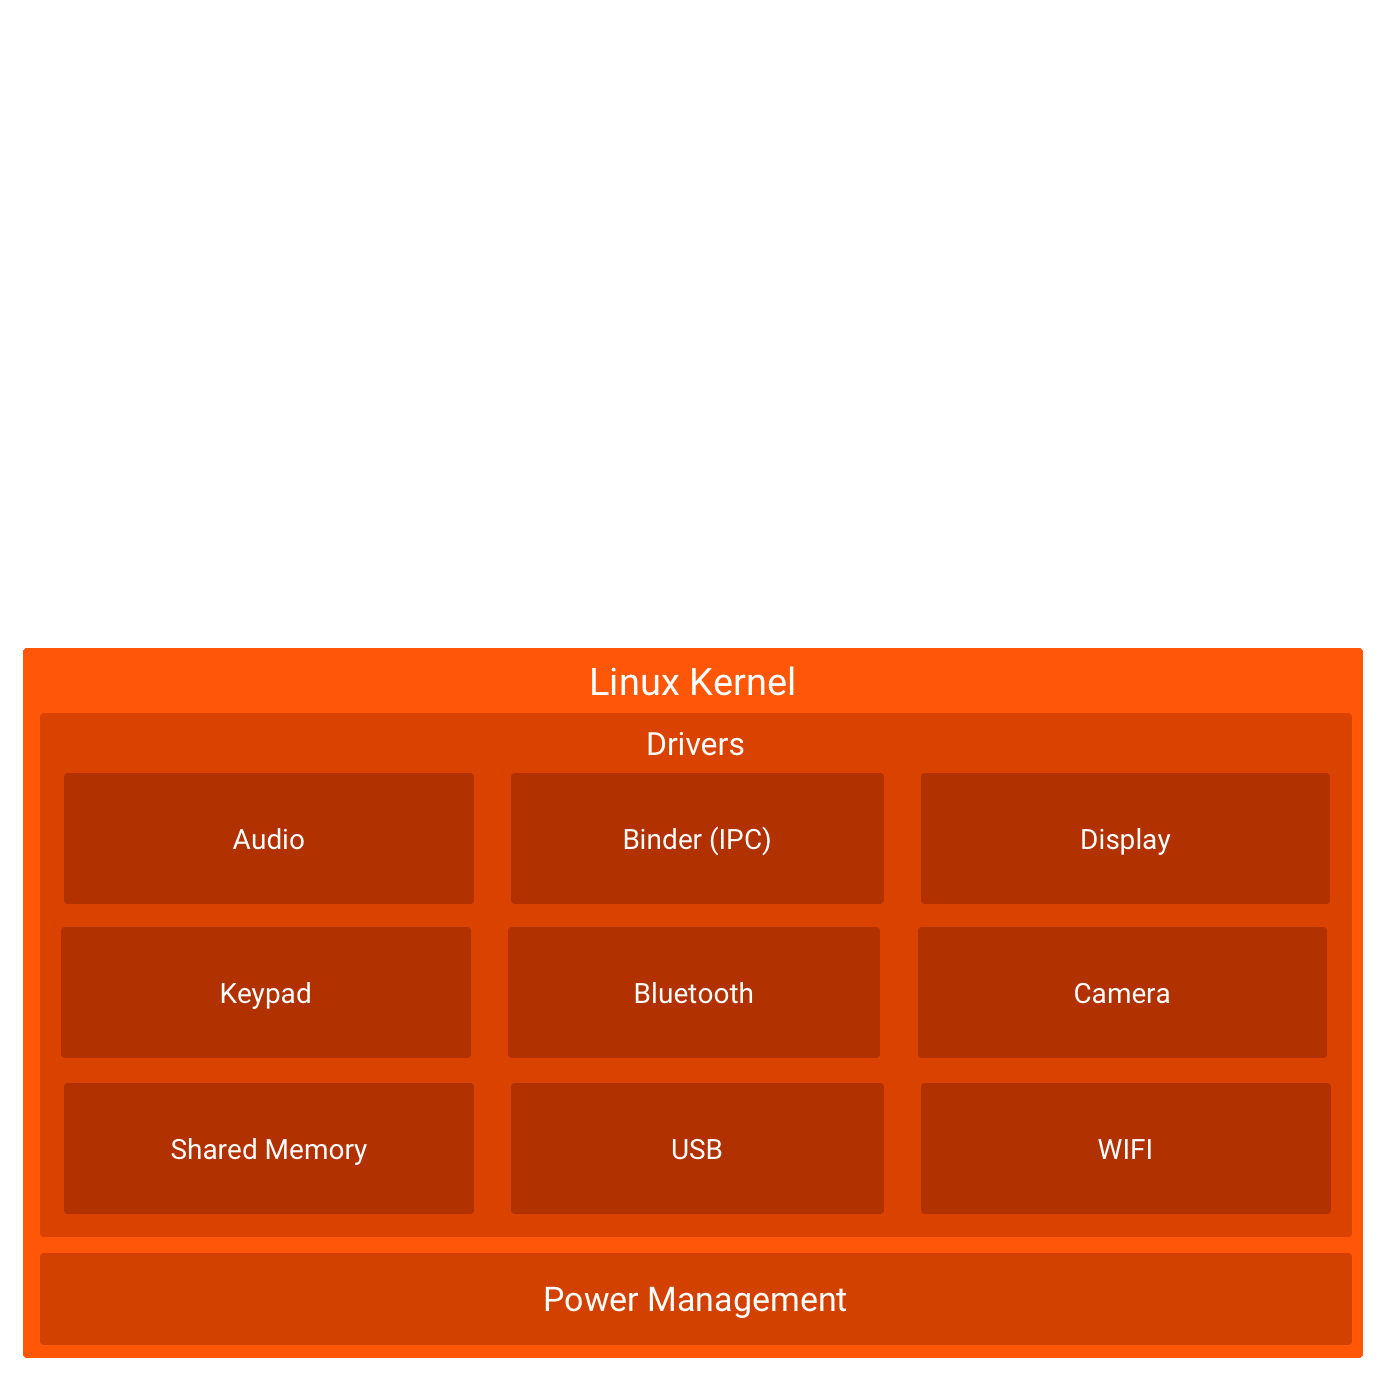 Linux Kernel
Drivers
Audio
Binder (IPC)
Display
Keypad
Bluetooth
Camera
Shared Memory
USB
WIFI
Power Management